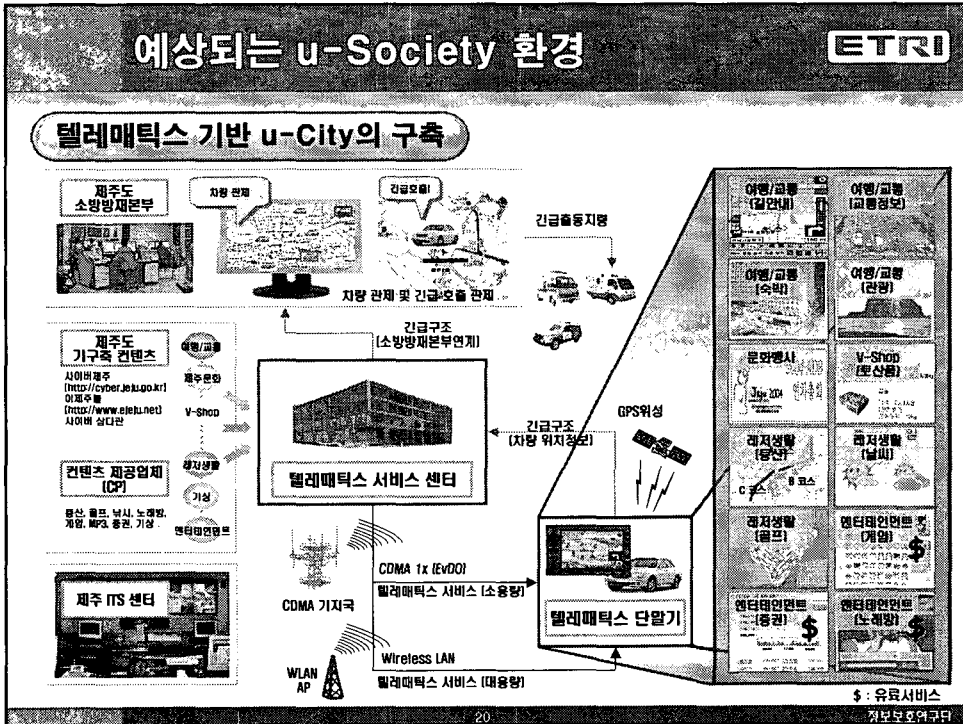 예상되는 u-Society 환경
ETRI
텔레매틱스 기반 u-City의 구축
제주도
소방방재본부
차량 관제
긴급호출!
긴급출동지령
차량 관제 및 긴급 호출 관제
긴급구조
(소방방재본부연계)
제주도
기구축 컨텐츠
사이버제주
(http://cyber.jeju.go.kr)
이제주몰
(http://www.ejeju.net)
사이버 삼다관
컨텐츠 제공업체
(CP)
등산, 골프, 낚시, 노래방,
게임, MP3, 증권, 기상
여행/교통
제주문화
V-Shop
레저생활
기상
엔터테인먼트
텔레매틱스 서비스 센터
긴급구조
(차량 위치정보)
GPS위성
제주 ITS 센터
CDMA 기지국
CDMA 1x (EvDO)
텔레매틱스 서비스 (소용량)
WLAN
AP
Wireless LAN
텔레매틱스 서비스 (대용량)
텔레매틱스 단말기
여행/교통
(길안내)
여행/교통
(교통정보)
여행/교통
(숙박)
여행/교통
(관광)
문화행사
Jeju 2004
V-Shop
(토산품)
레저생활
(등산)
C 코스
B 코스
레저생활
(날씨)
레저생활
(골프)
엔터테인먼트
(게임)
$
엔터테인먼트
(증권)
$
엔터테인먼트
(노래방)
$
$ : 유료서비스
20
정보보호연구단